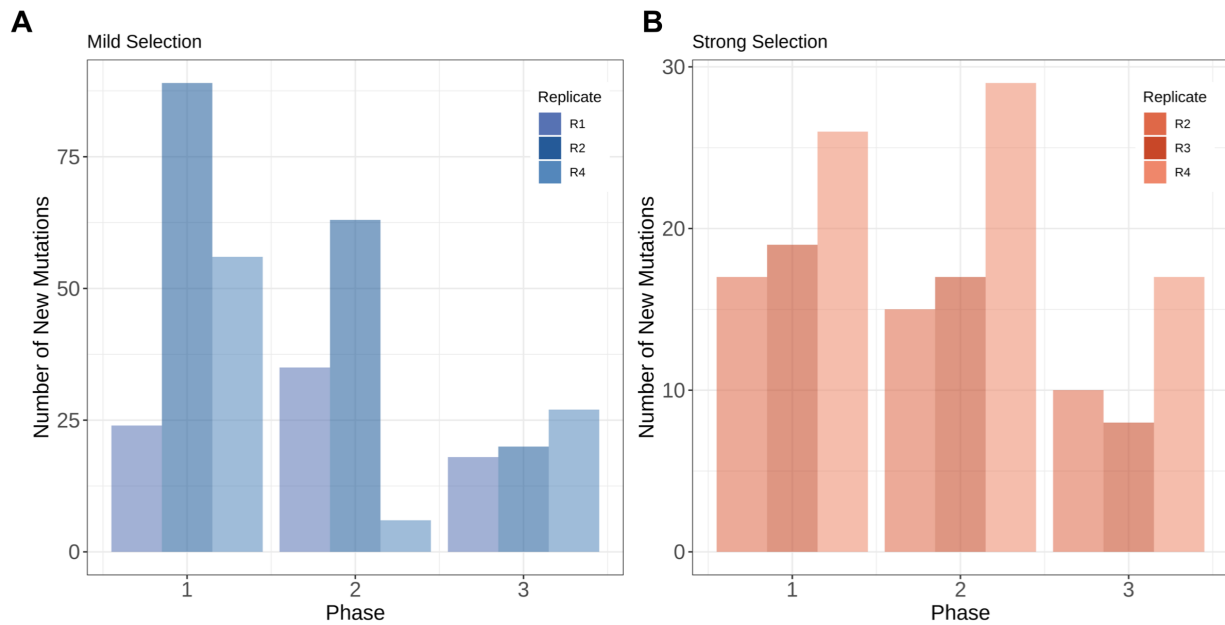 A
Mild Selection
Number of New Mutations
75
50
25
0
1 2 3
Phase
Replicate
R1
R2
R4
B
Strong Selection
Number of New Mutations
30
20
10
0
1 2 3
Phase
Replicate
R2
R3
R4